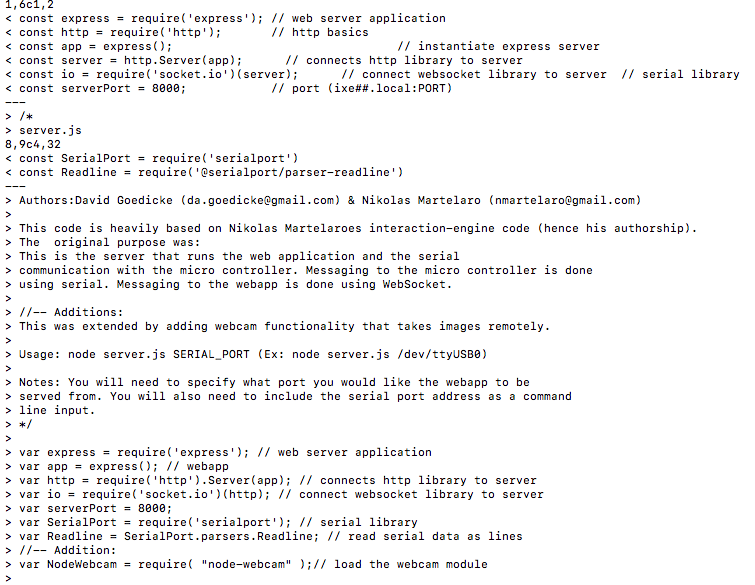 1,6c1,2
< const express = require('express'); // web server application
< const http = require('http');       // http basics
< const app = express();                                // instantiate express server
< const server = http.Server(app);      // connects http library to server
< const io = require('socket.io')(server);      // connect websocket library to server  // serial library
< const serverPort = 8000;            // port (ixe##.local:PORT)
---
> /*
> server.js
8,9c4,32
< const SerialPort = require('serialport')
< const Readline = require('@serialport/parser-readline')
---
> Authors:David Goedicke (da.goedicke@gmail.com) & Nikolas Martelaro (nmartelaro@gmail.com)
>
> This code is heavily based on Nikolas Martelaroes interaction-engine code (hence his authorship).
> The  original purpose was:
> This is the server that runs the web application and the serial
> communication with the micro controller. Messaging to the micro controller is done
> using serial. Messaging to the webapp is done using WebSocket.
>
> //-- Additions:
> This was extended by adding webcam functionality that takes images remotely.
>
> Usage: node server.js SERIAL_PORT (Ex: node server.js /dev/ttyUSB0)
>
> Notes: You will need to specify what port you would like the webapp to be
> served from. You will also need to include the serial port address as a command
> line input.
> */
>
> var express = require('express'); // web server application
> var app = express(); // webapp
> var http = require('http').Server(app); // connects http library to server
> var io = require('socket.io')(http); // connect websocket library to server
> var serverPort = 8000;
> var SerialPort = require('serialport'); // serial library
> var Readline = SerialPort.parsers.Readline; // read serial data as lines
> //-- Addition:
> var NodeWebcam = require( "node-webcam" );// load the webcam module
>